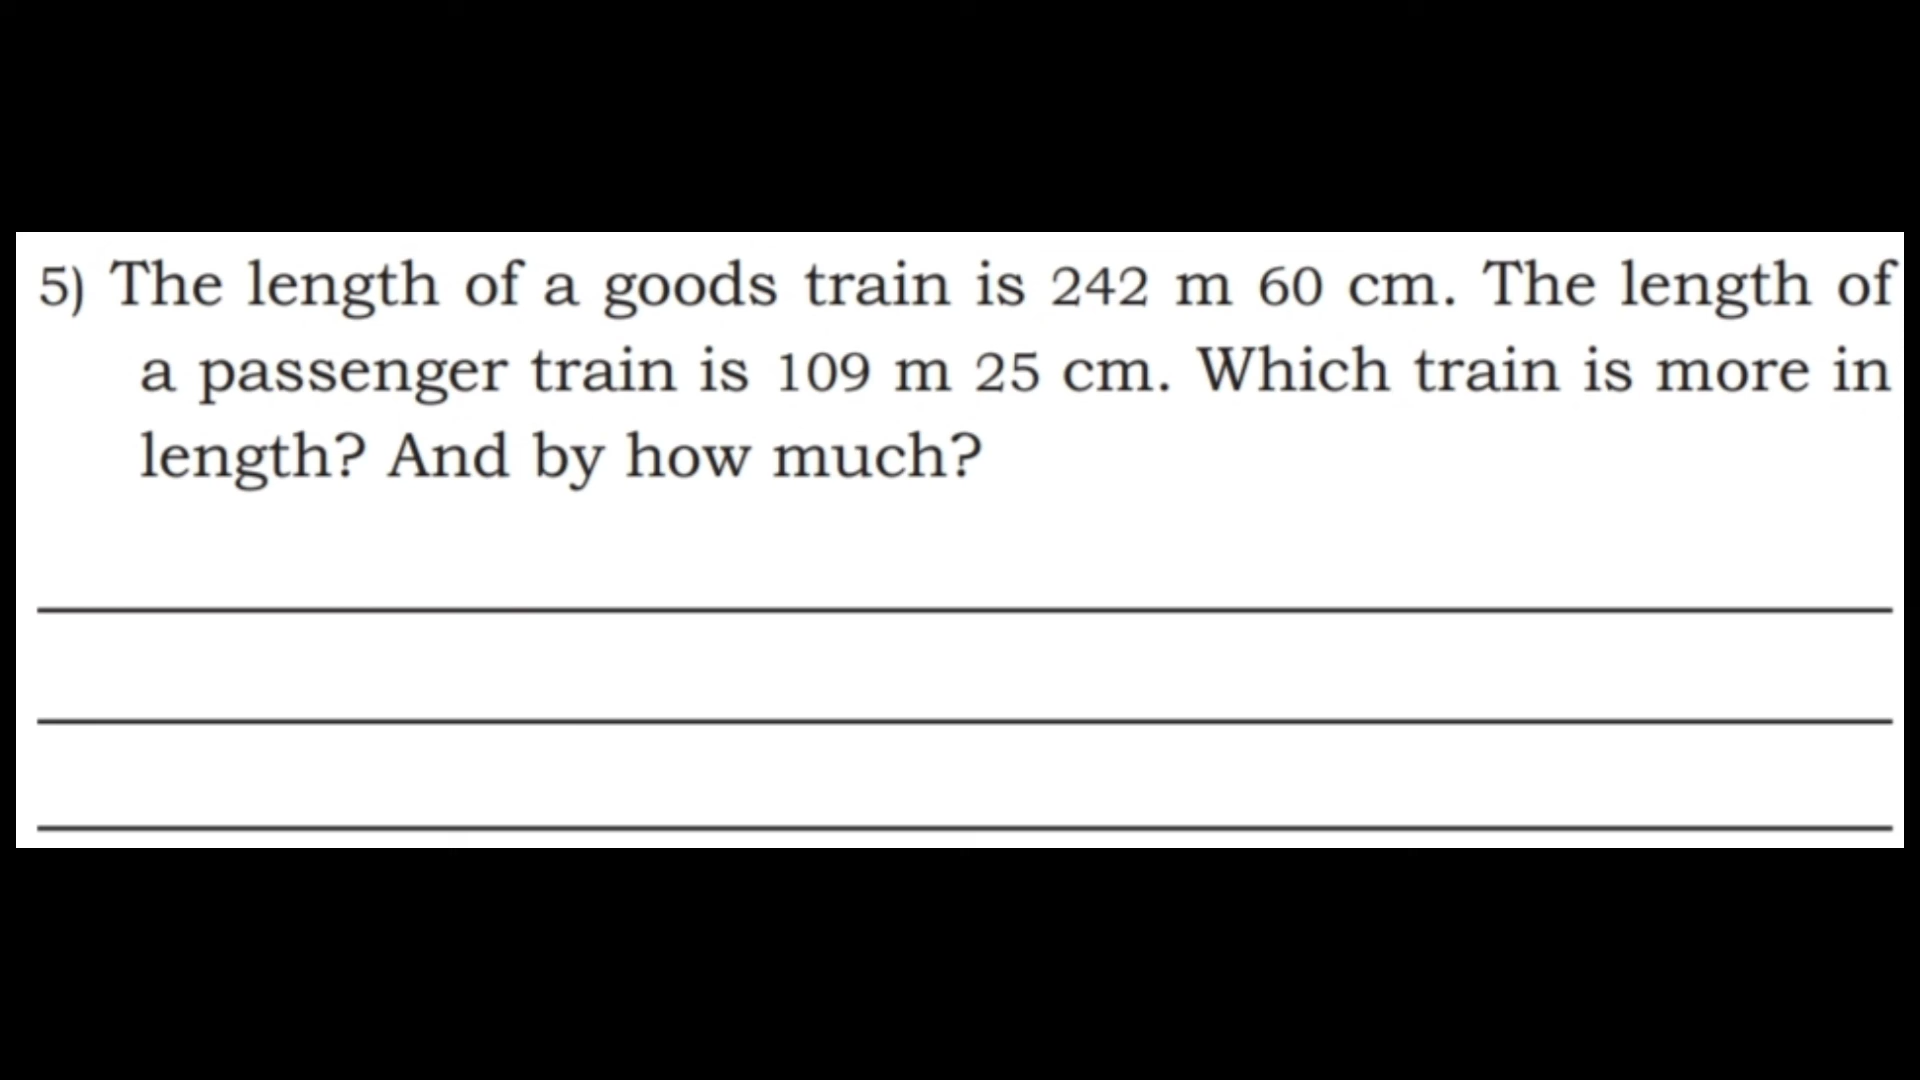 5) The length of a goods train is 242 m 60 cm. The length of
a passenger train is 109 m 25 cm. Which train is more in
length? And by how much?